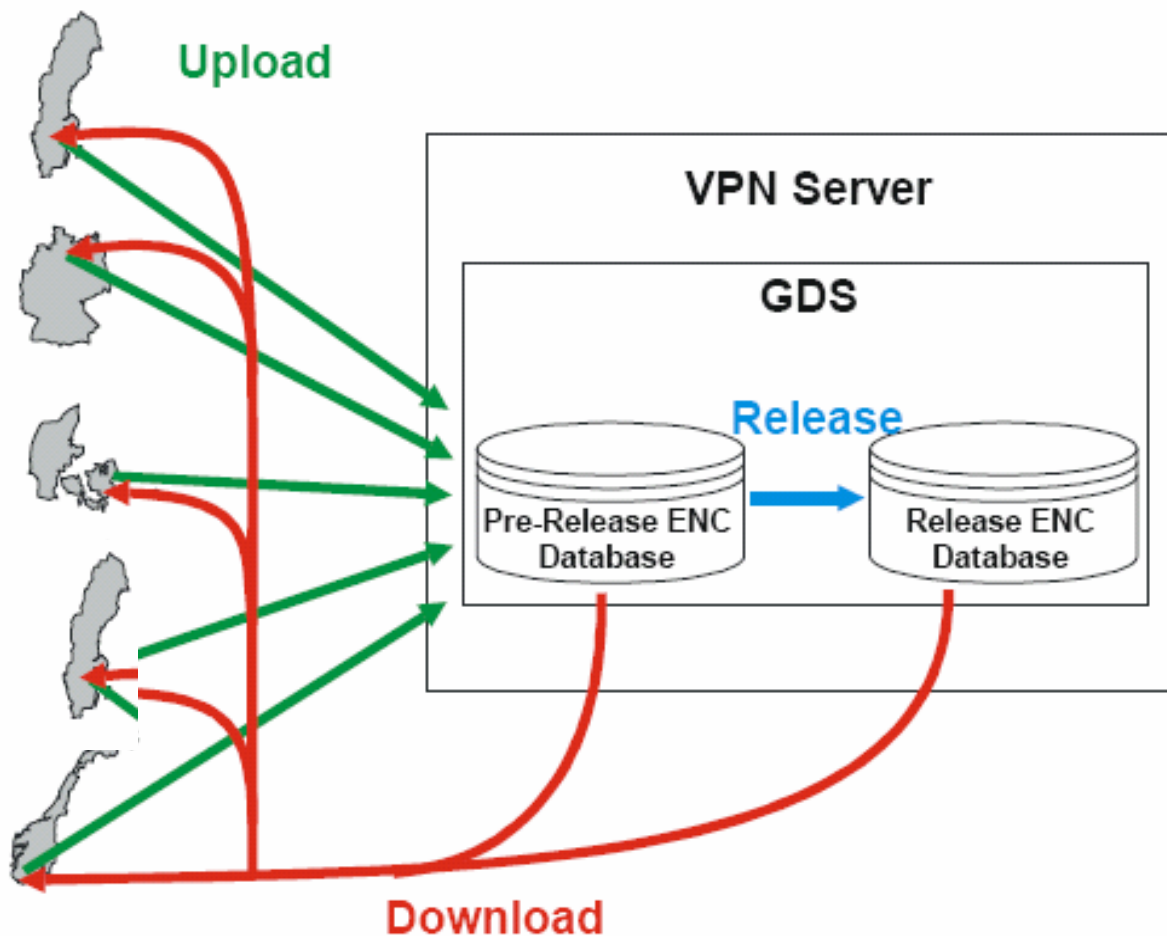 Upload
VPN Server
GDS
Release
Pre-Release ENC
Database
Release ENC
Database
Download